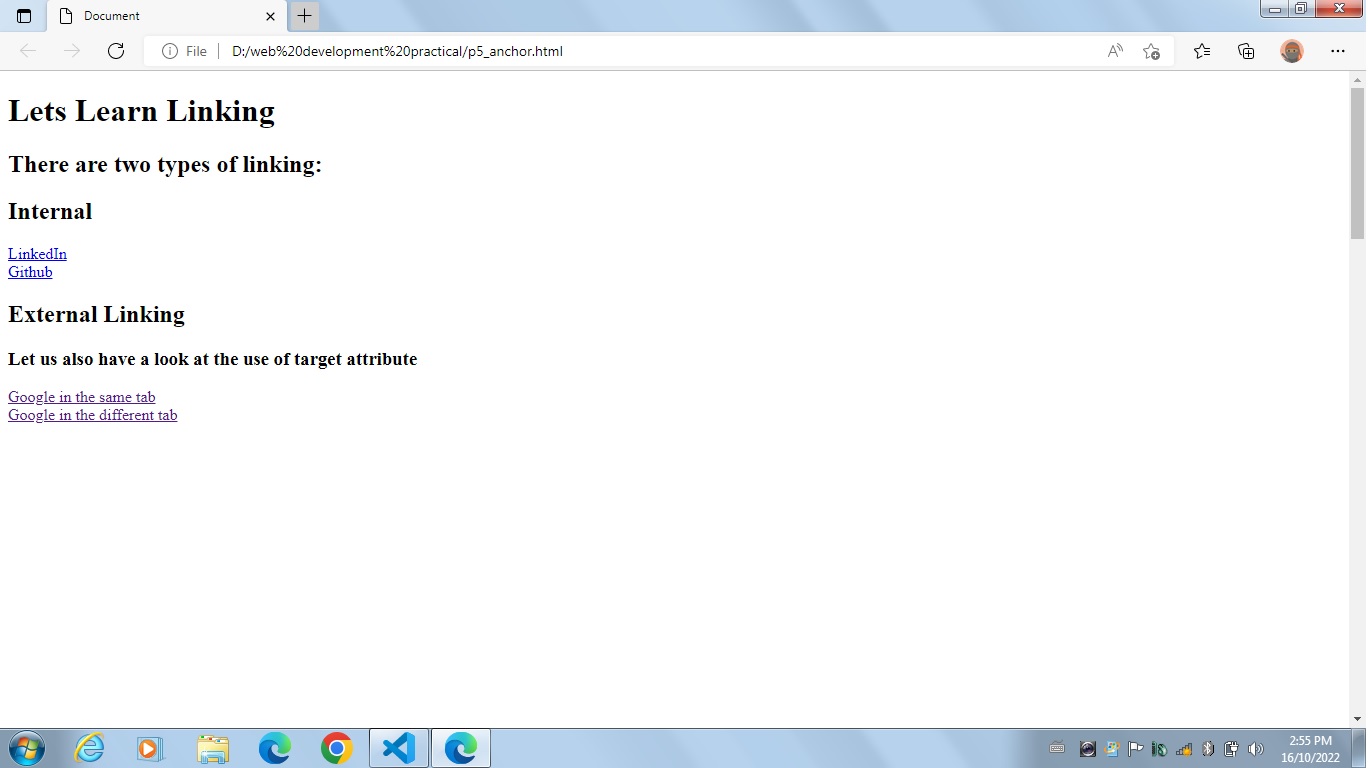 Document
File
D:/web%20development%20practical/p5_anchor.html
Lets Learn Linking
There are two types of linking:
Internal
LinkedIn
Github
External Linking
Let us also have a look at the use of target attribute
Google in the same tab
Google in the different tab
2:55 PM
16/10/2022